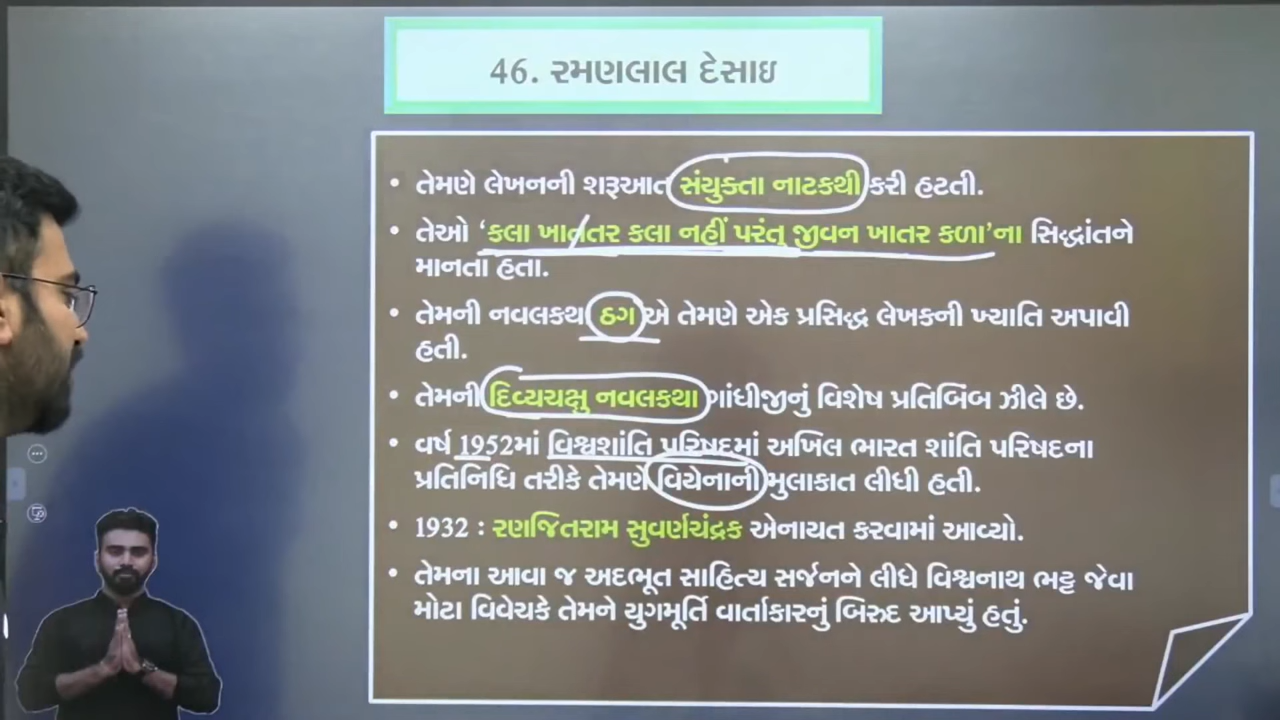 46. રમણલાલ દેસાઇ
• તેમણે લેખનની શરૂઆત સંયુક્તા નાટકથી કરી હટતી.
• તેઓ ‘કલા ખાતતર કલા નહીં પરંતુ જીવન ખાતર કળા’ના સિદ્ધાંતને
માનતા હતા.
• તેમની નવલકથ ઠગ એ તેમણે એક પ્રસિદ્ધ લેખકની ખ્યાતિ અપાવી
હતી.
• તેમની દિવ્યચક્ષુ નવલકથા ગાંધીજીનું વિશેષ પ્રતિબિંબ ઝીલે છે.
• વર્ષ 1952માં વિશ્વશાંતિ પરિષદમાં અખિલ ભારત શાંતિ પરિષદના
પ્રતિનિધિ તરીકે તેમણે વિયેનાની મુલાકાત લીધી હતી.
• 1932 : રણજિતરામ સુવર્ણચંદ્રક એનાયત કરવામાં આવ્યો.
• તેમના આવા જ અદભૂત સાહિત્ય સર્જનને લીધે વિશ્વનાથ ભટ્ટ જેવા
મોટા વિવેચકે તેમને યુગમૂર્તિ વાર્તાકારનું બિરુદ આપ્યું હતું.